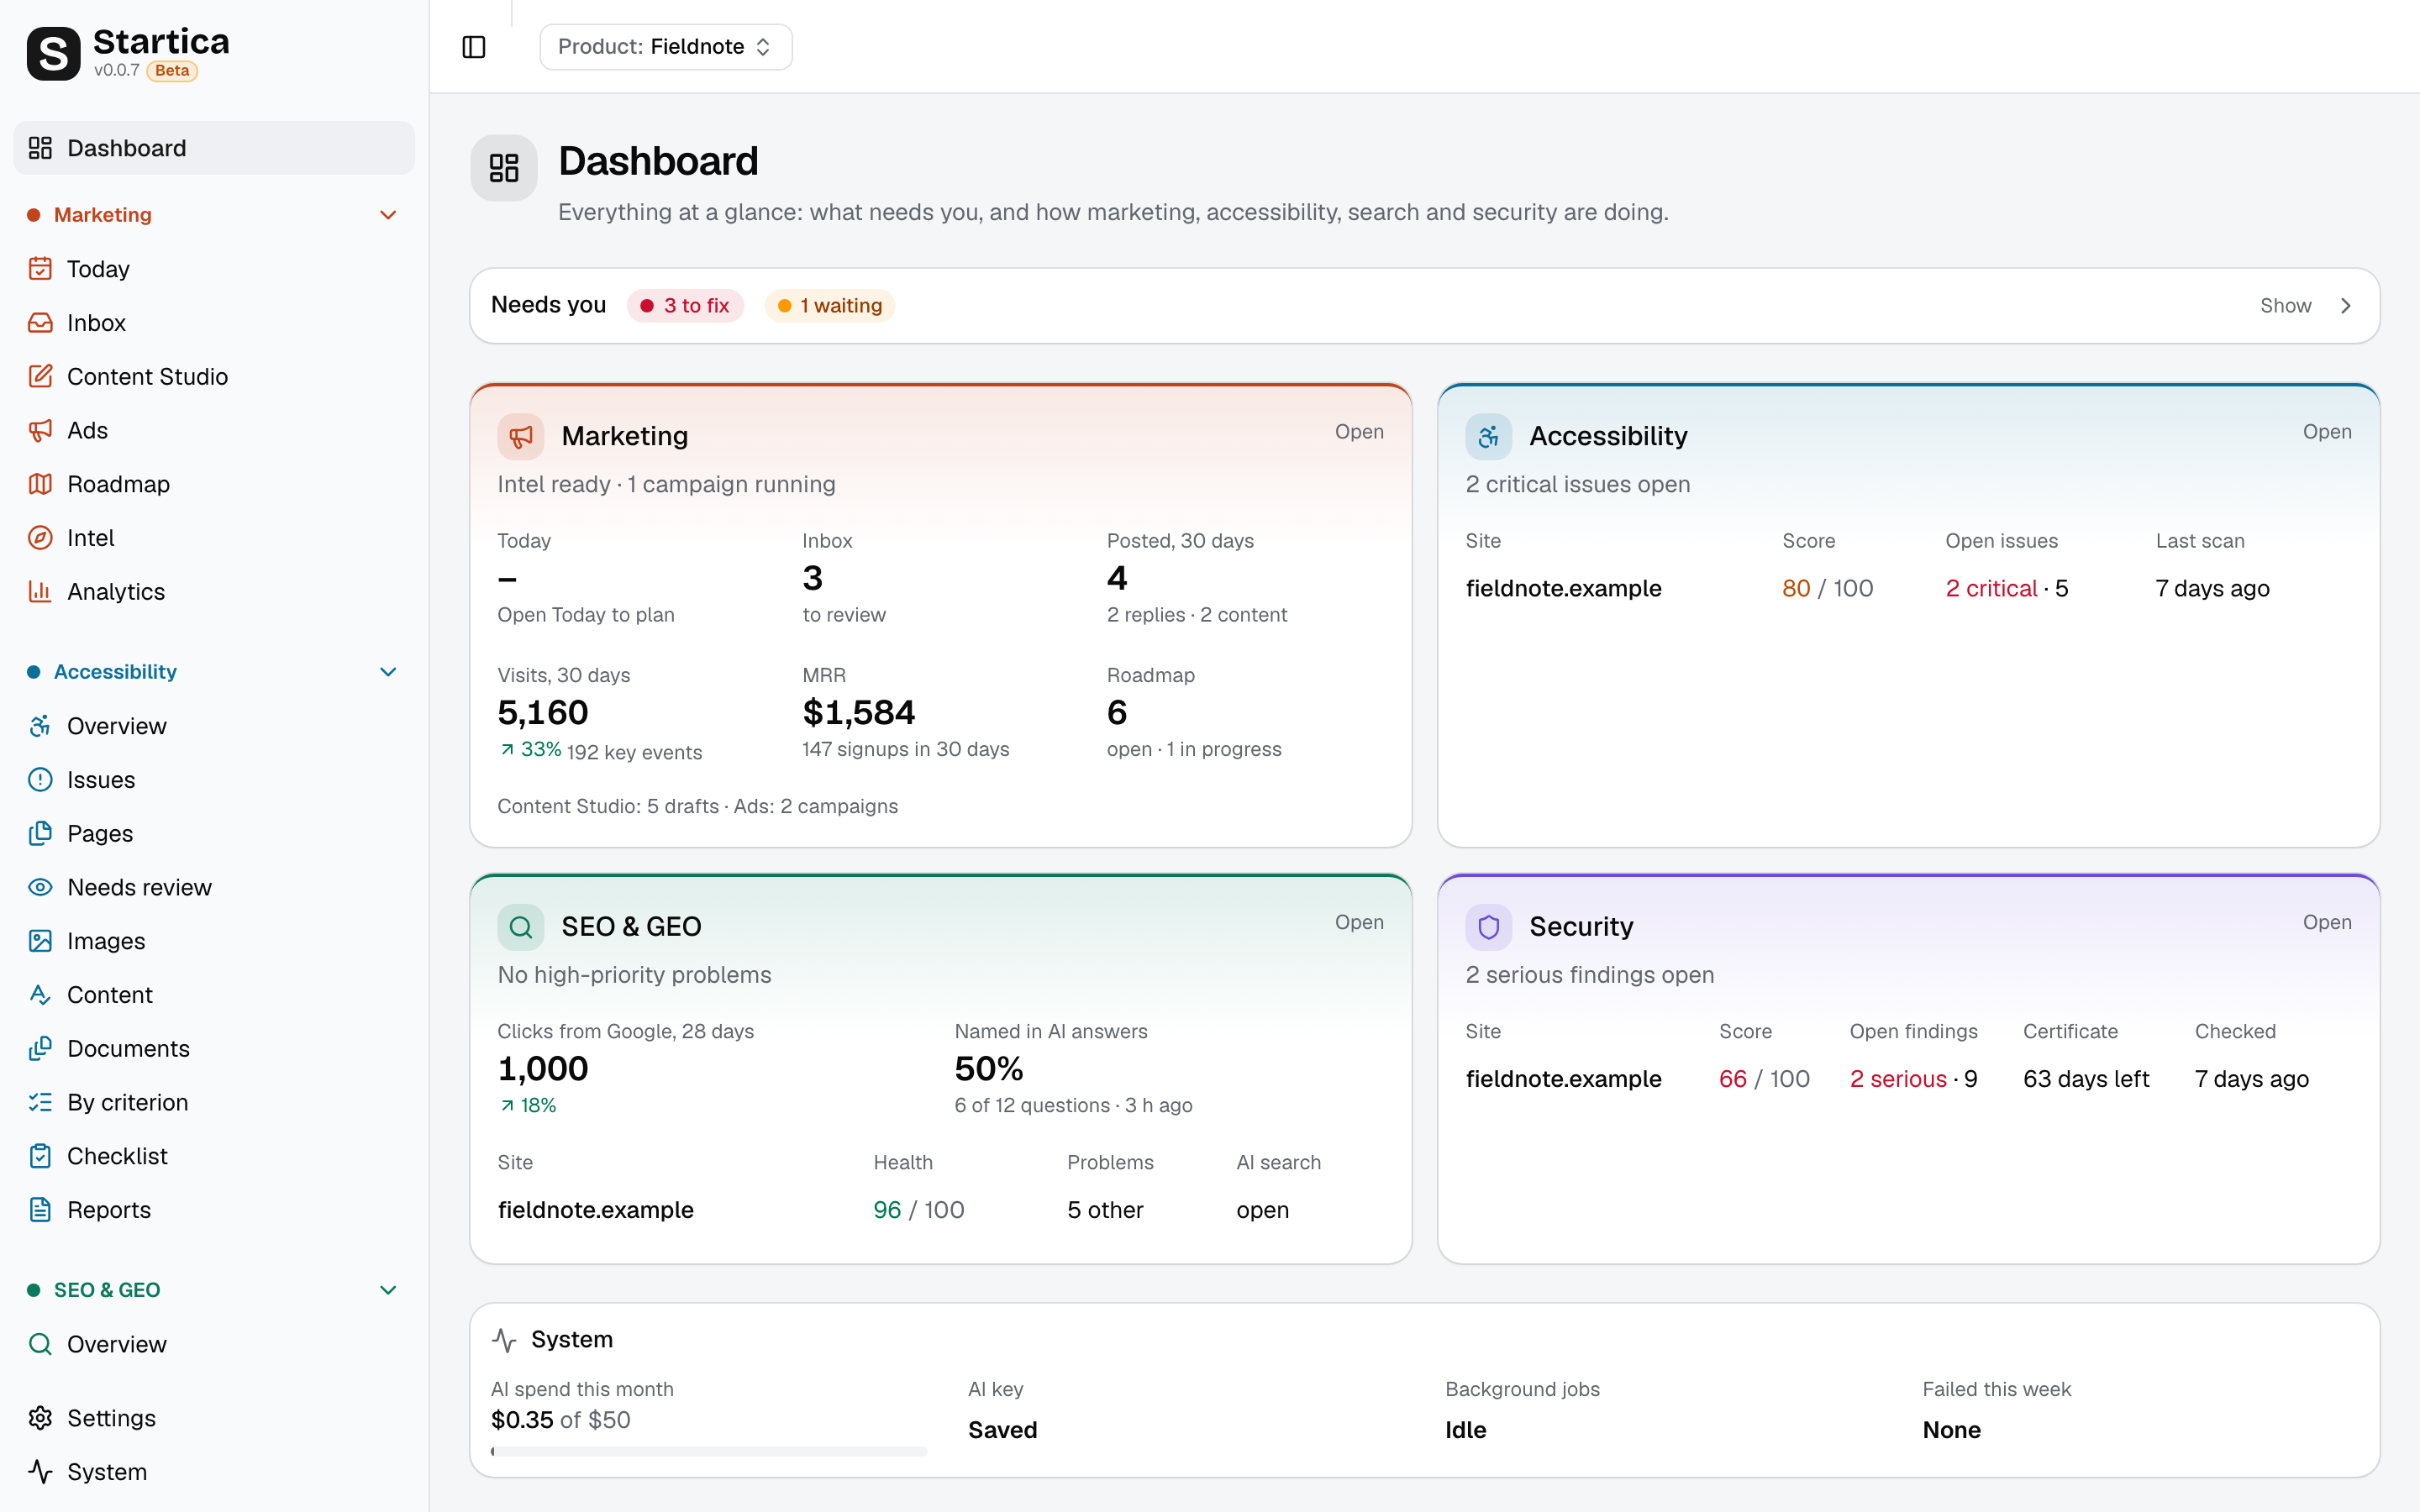 Startica
v0.0.7 Beta
Dashboard
Marketing
Today
Inbox
Content Studio
Ads
Roadmap
Intel
Analytics
Accessibility
Overview
Issues
Pages
Needs review
Images
Content
Documents
By criterion
Checklist
Reports
SEO & GEO
Overview
Settings
System
Product: Fieldnote
Dashboard
Everything at a glance: what needs you, and how marketing, accessibility, search and security are doing.
Needs you 3 to fix 1 waiting Show
Marketing Open
Intel ready · 1 campaign running
Today Inbox Posted, 30 days
– 3 4
Open Today to plan to review 2 replies · 2 content
Visits, 30 days MRR Roadmap
5,160 $1,584 6
33% 192 key events 147 signups in 30 days open · 1 in progress
Content Studio: 5 drafts · Ads: 2 campaigns
Accessibility Open
2 critical issues open
Site Score Open issues Last scan
fieldnote.example 80 / 100 2 critical · 5 7 days ago
SEO & GEO Open
No high-priority problems
Clicks from Google, 28 days Named in AI answers
1,000 50%
18% 6 of 12 questions · 3 h ago
Site Health Problems AI search
fieldnote.example 96 / 100 5 other open
Security Open
2 serious findings open
Site Score Open findings Certificate Checked
fieldnote.example 66 / 100 2 serious · 9 63 days left 7 days ago
System
AI spend this month AI key Background jobs Failed this week
$0.35 of $50 Saved Idle None